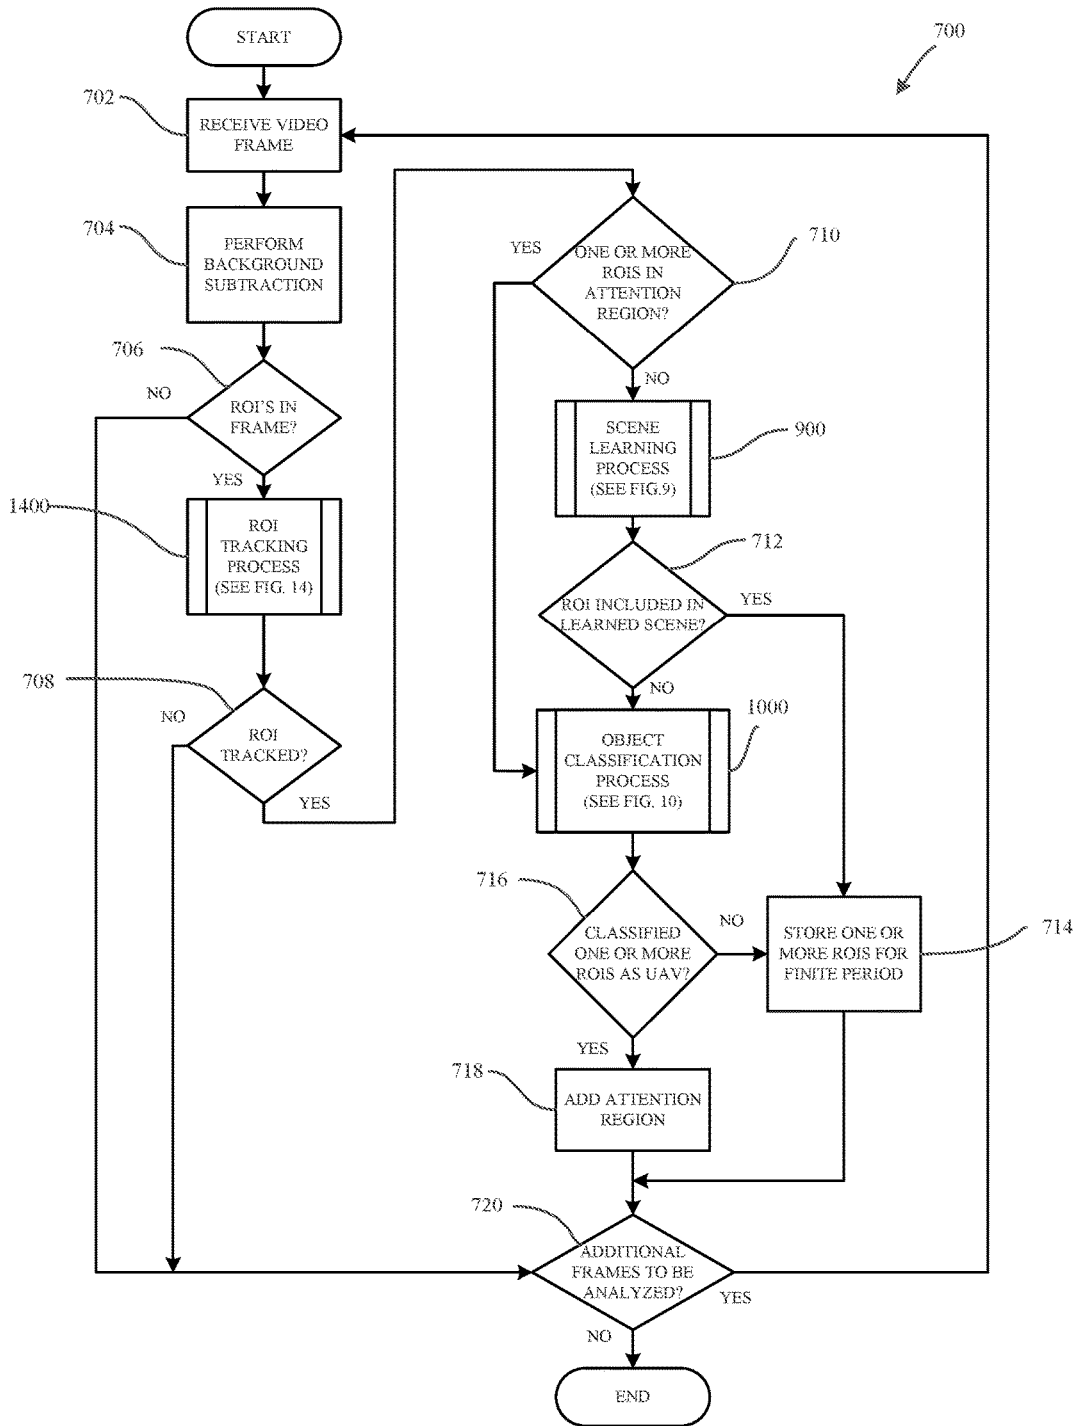 START
700
702
RECEIVE VIDEO
FRAME
704
PERFORM
BACKGROUND
SUBTRACTION
706
NO
ROI'S IN
FRAME?
YES
1400
ROI
TRACKING
PROCESS
(SEE FIG. 14)
708
NO
ROI
TRACKED?
YES
YES
ONE OR MORE
ROIS IN
ATTENTION
REGION?
710
NO
SCENE
LEARNING
PROCESS
(SEE FIG.9)
900
712
ROI INCLUDED IN
LEARNED SCENE?
YES
NO
1000
OBJECT
CLASSIFICATION
PROCESS
(SEE FIG. 10)
716
CLASSIFIED
ONE OR MORE
ROIS AS UAV?
NO
STORE ONE OR
MORE ROIS FOR
FINITE PERIOD
714
YES
718
ADD ATTENTION
REGION
720
ADDITIONAL
FRAMES TO BE
ANALYZED?
YES
NO
END